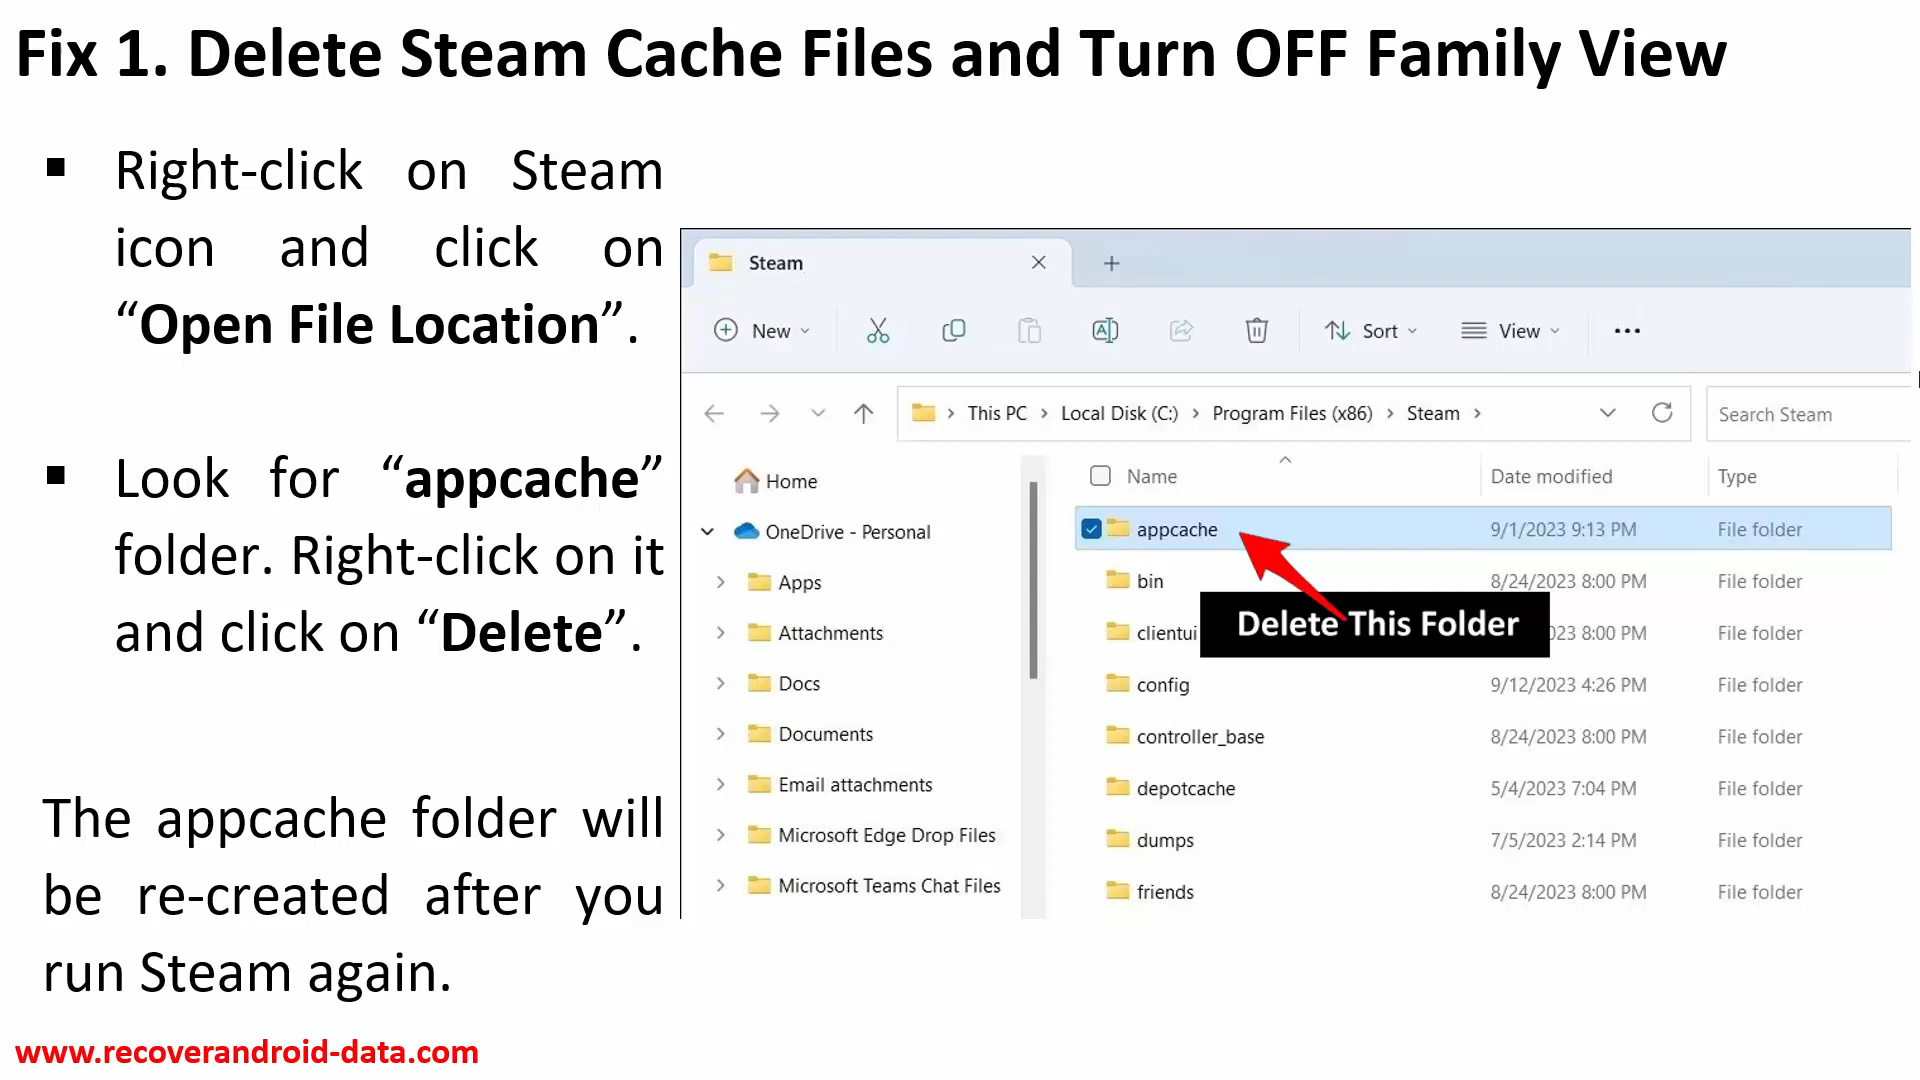 Fix 1. Delete Steam Cache Files and Turn OFF Family View
▪ Right-click on Steam
icon and click on
“Open File Location”.
▪ Look for “appcache”
folder. Right-click on it
and click on “Delete”.
The appcache folder will
be re-created after you
run Steam again.
www.recoverandroid-data.com
Steam
New
Sort
View
This PC > Local Disk (C:) > Program Files (x86) > Steam >
Search Steam
Home
OneDrive - Personal
Apps
Attachments
Docs
Documents
Email attachments
Microsoft Edge Drop Files
Microsoft Teams Chat Files
Name Date modified Type
appcache 9/1/2023 9:13 PM File folder
bin 8/24/2023 8:00 PM File folder
Delete This Folder
clientui 23 8:00 PM File folder
config 9/12/2023 4:26 PM File folder
controller_base 8/24/2023 8:00 PM File folder
depotcache 5/4/2023 7:04 PM File folder
dumps 7/5/2023 2:14 PM File folder
friends 8/24/2023 8:00 PM File folder